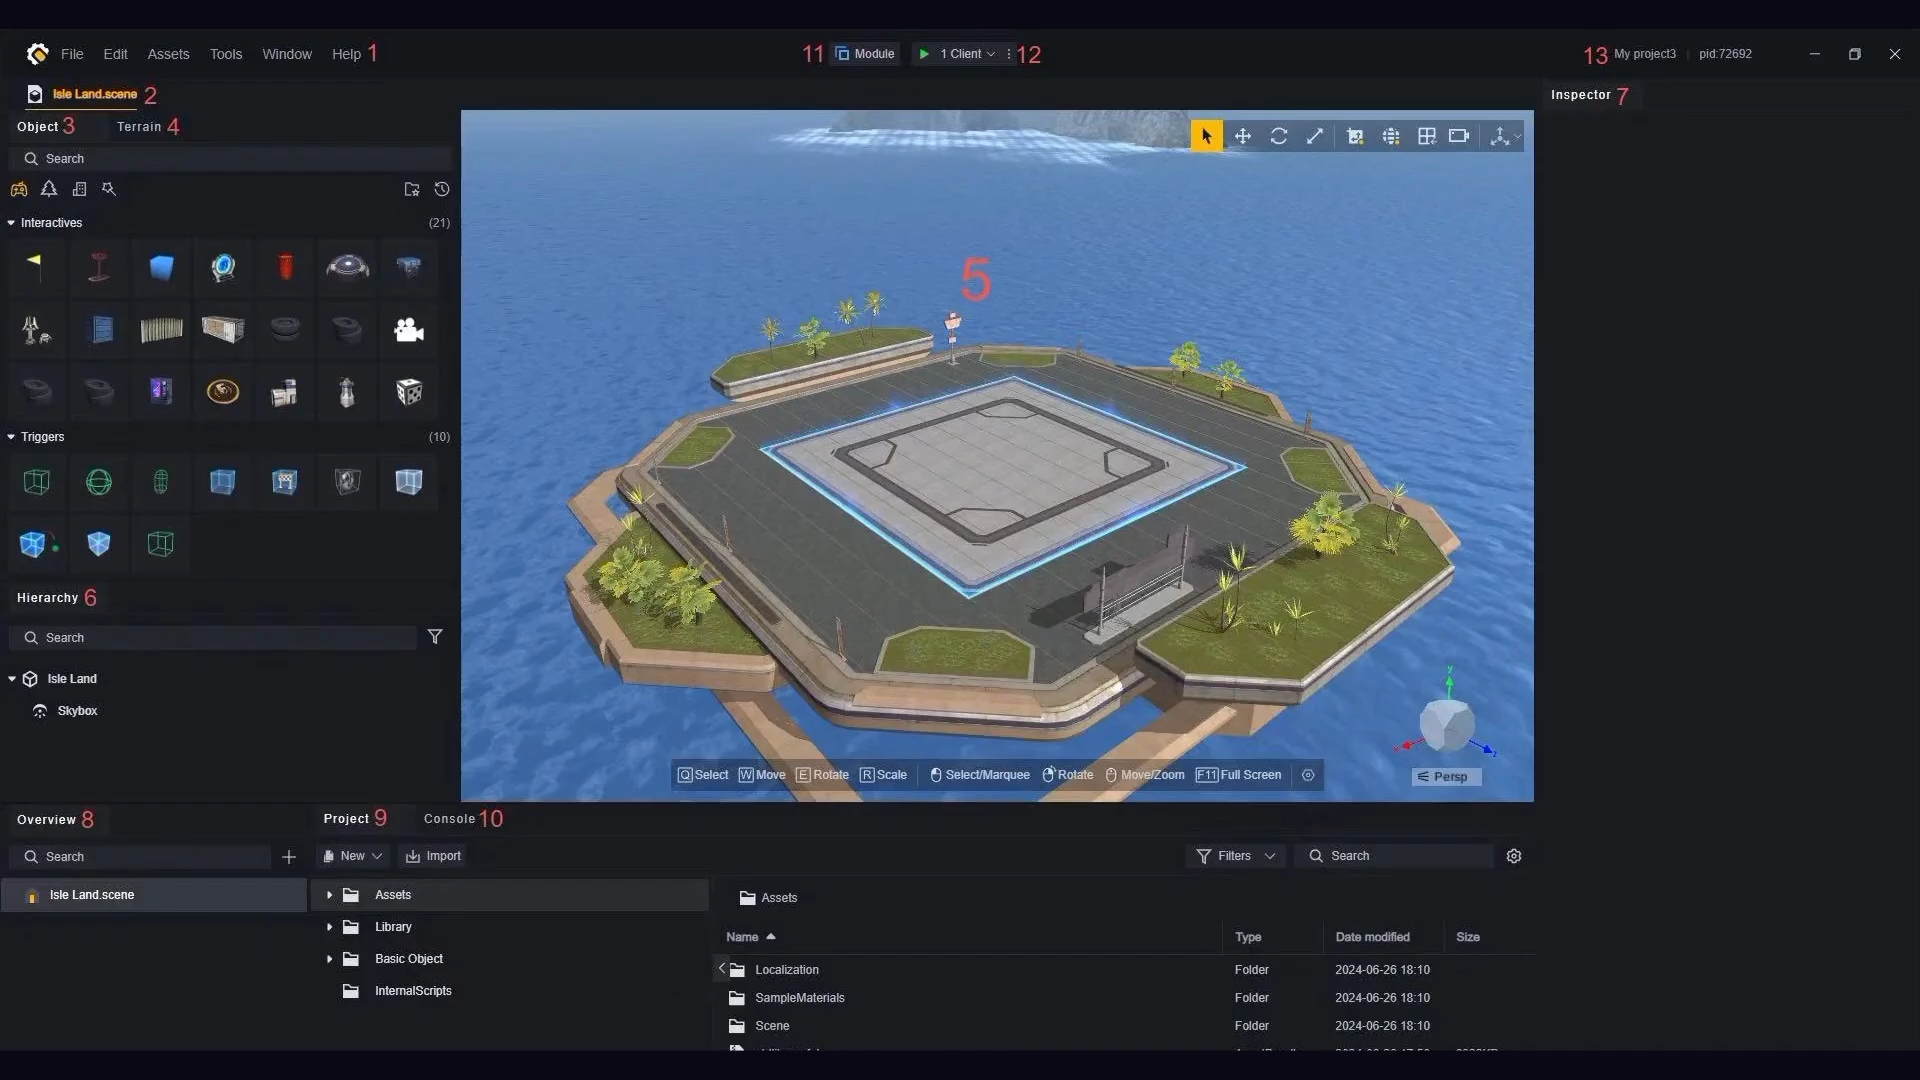 File Edit Assets Tools Window Help 1 11 Module 1 Client 12 13 My project3 pid:72692
Isle Land.scene 2 Inspector 7
Object 3 Terrain 4
Search
Interactives (21)
5
Triggers (10)
Hierarchy 6
Search
Isle Land
Skybox
y
x z
Q Select W Move E Rotate R Scale Select/Marquee Rotate Move/Zoom F11 Full Screen Persp
Overview 8 Project 9 Console 10
Search New Import Filters Search
Isle Land.scene Assets Assets
Library Name Type Date modified Size
Basic Object Localization Folder 2024-06-26 18:10
InternalScripts SampleMaterials Folder 2024-06-26 18:10
Scene Folder 2024-06-26 18:10